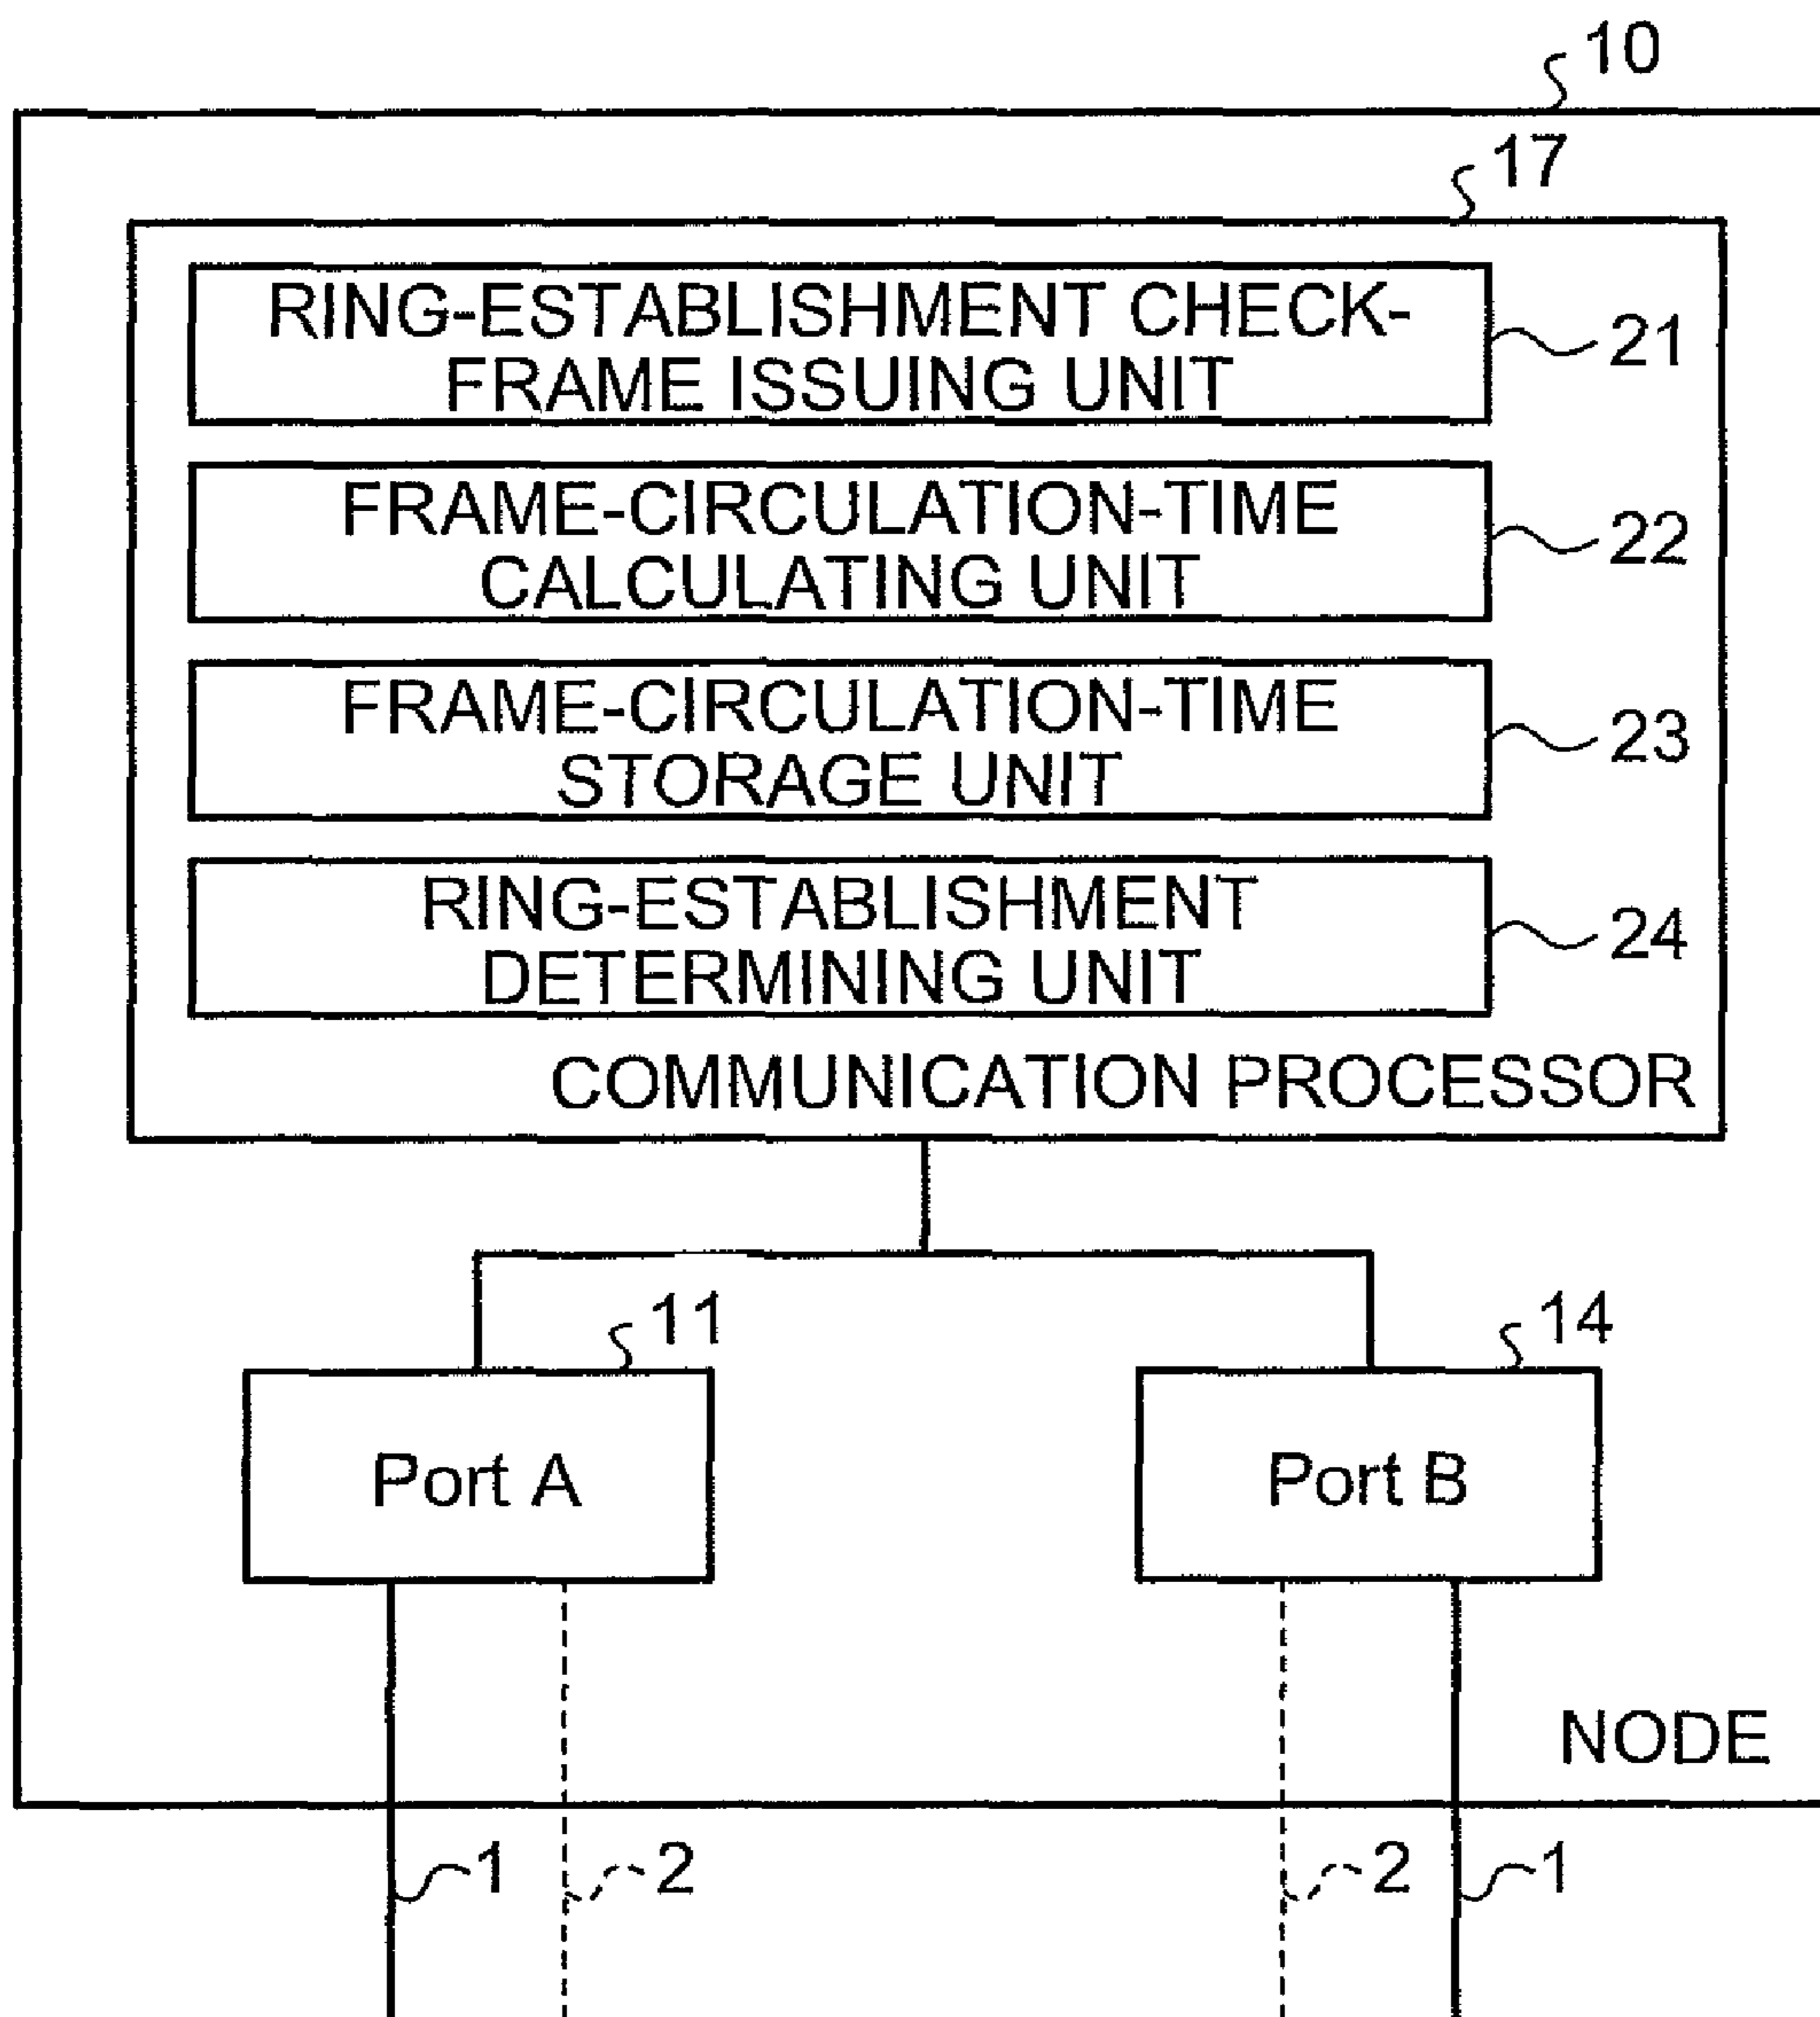 10
17
RING-ESTABLISHMENT CHECK-
FRAME ISSUING UNIT
21
FRAME-CIRCULATION-TIME
CALCULATING UNIT
22
FRAME-CIRCULATION-TIME
STORAGE UNIT
23
RING-ESTABLISHMENT
DETERMINING UNIT
24
COMMUNICATION PROCESSOR
11
14
Port A
Port B
NODE
1
2
2
1